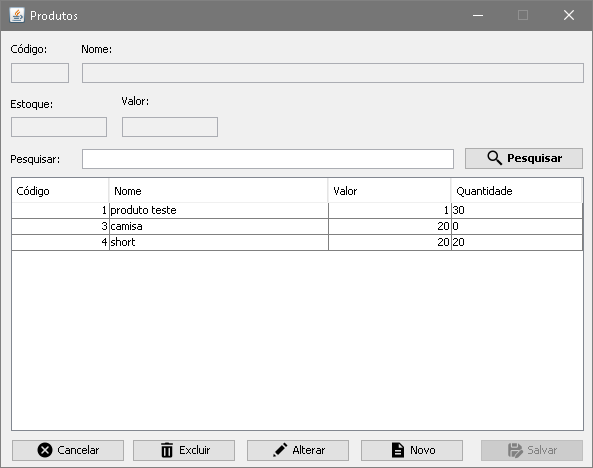 Produtos
Código: Nome:
Estoque: Valor:
Pesquisar: Pesquisar
Código Nome Valor Quantidade
1 produto teste 1 30
3 camisa 20 0
4 short 20 20
Cancelar Excluir Alterar Novo Salvar